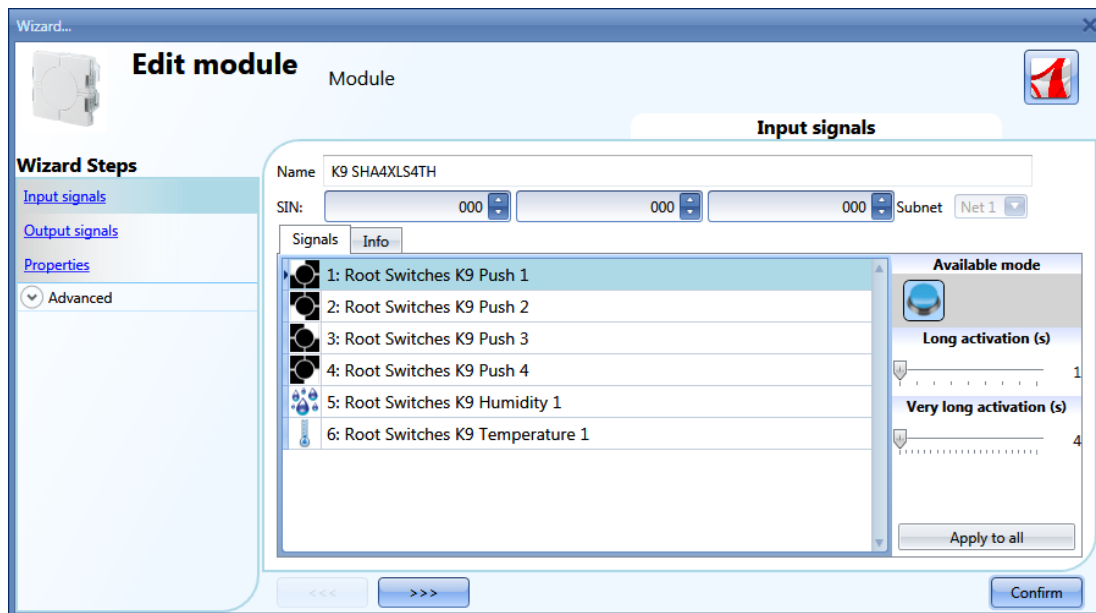 Wizard...
Edit module
Module
Input signals
Wizard Steps
Input signals
Output signals
Properties
Advanced
Name K9 SHA4XLS4TH
SIN: 000 000 000 Subnet Net 1
Signals Info
1: Root Switches K9 Push 1
2: Root Switches K9 Push 2
3: Root Switches K9 Push 3
4: Root Switches K9 Push 4
5: Root Switches K9 Humidity 1
6: Root Switches K9 Temperature 1
Available mode
Long activation (s)
1
Very long activation (s)
4
Apply to all
<<< >>> Confirm